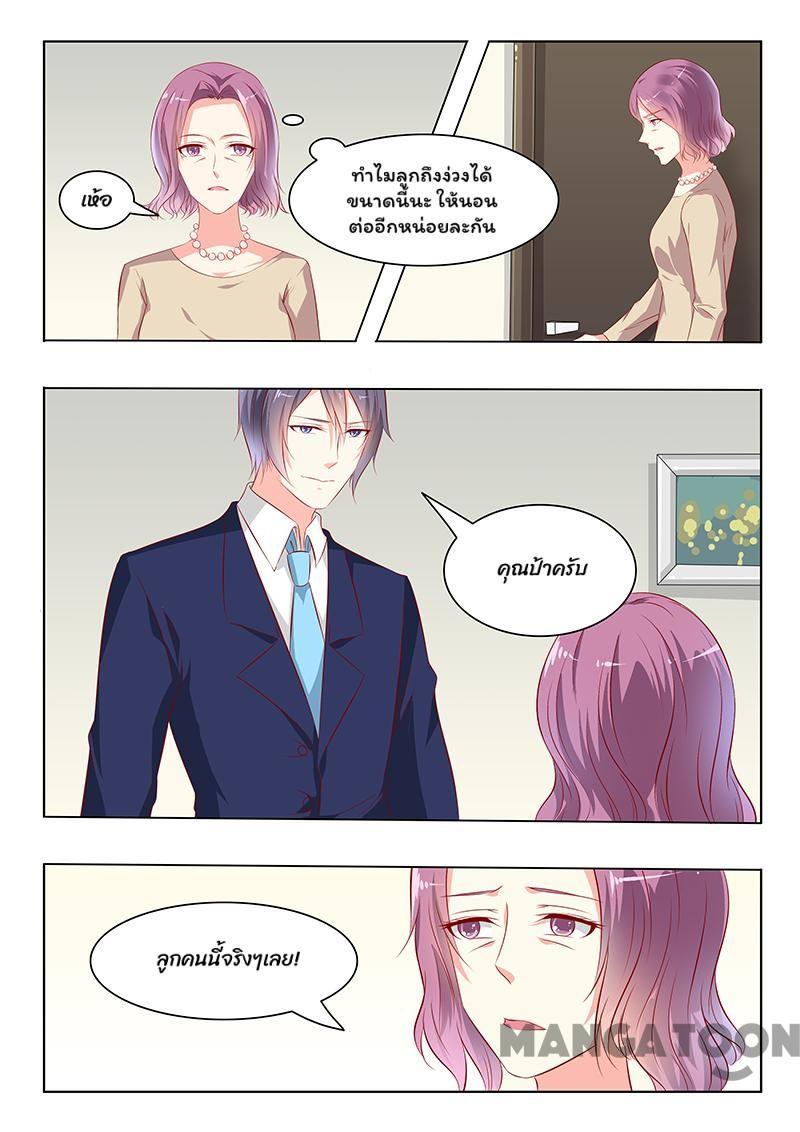 เห้อ
ทำไมลูกถึงง่วงได้
ขนาดนี้นะ ให้นอน
ต่ออีกหน่อยละกัน
คุณป้าครับ
ลูกคนนี้จริงๆเลย!
MANGATOON